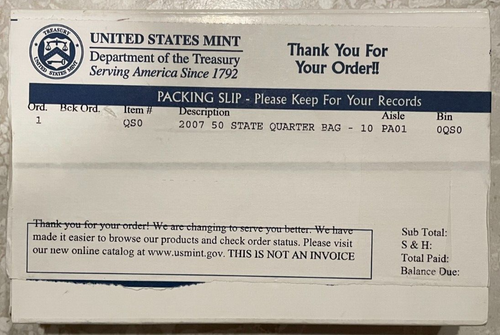 TREASURY
UNITED STATES MINT
UNITED STATES MINT
Department of the Treasury
Serving America Since 1792
Thank You For
Your Order!!
PACKING SLIP - Please Keep For Your Records
Ord. Bck Ord. Item # Description Aisle Bin
1 QS0 2007 50 STATE QUARTER BAG - 10 PA01 0QS0
Thank you for your order! We are changing to serve you better. We have
made it easier to browse our products and check order status. Please visit
our new online catalog at www.usmint.gov. THIS IS NOT AN INVOICE
Sub Total:
S & H:
Total Paid:
Balance Due: